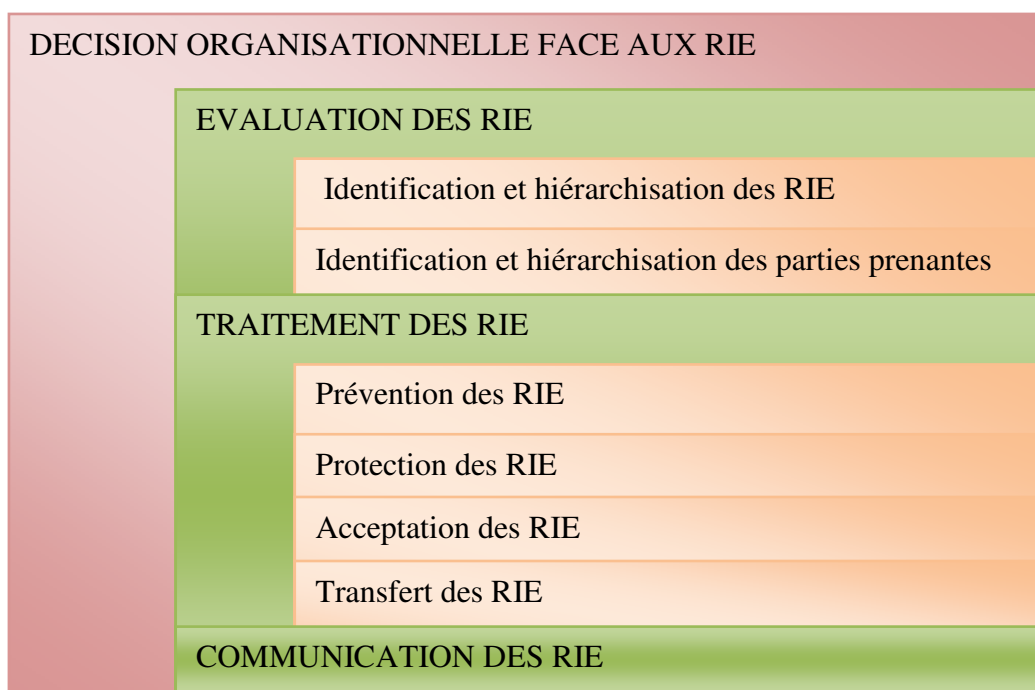 DECISION ORGANISATIONNELLE FACE AUX RIE
EVALUATION DES RIE
Identification et hiérarchisation des RIE
Identification et hiérarchisation des parties prenantes
TRAITEMENT DES RIE
Prévention des RIE
Protection des RIE
Acceptation des RIE
Transfert des RIE
COMMUNICATION DES RIE